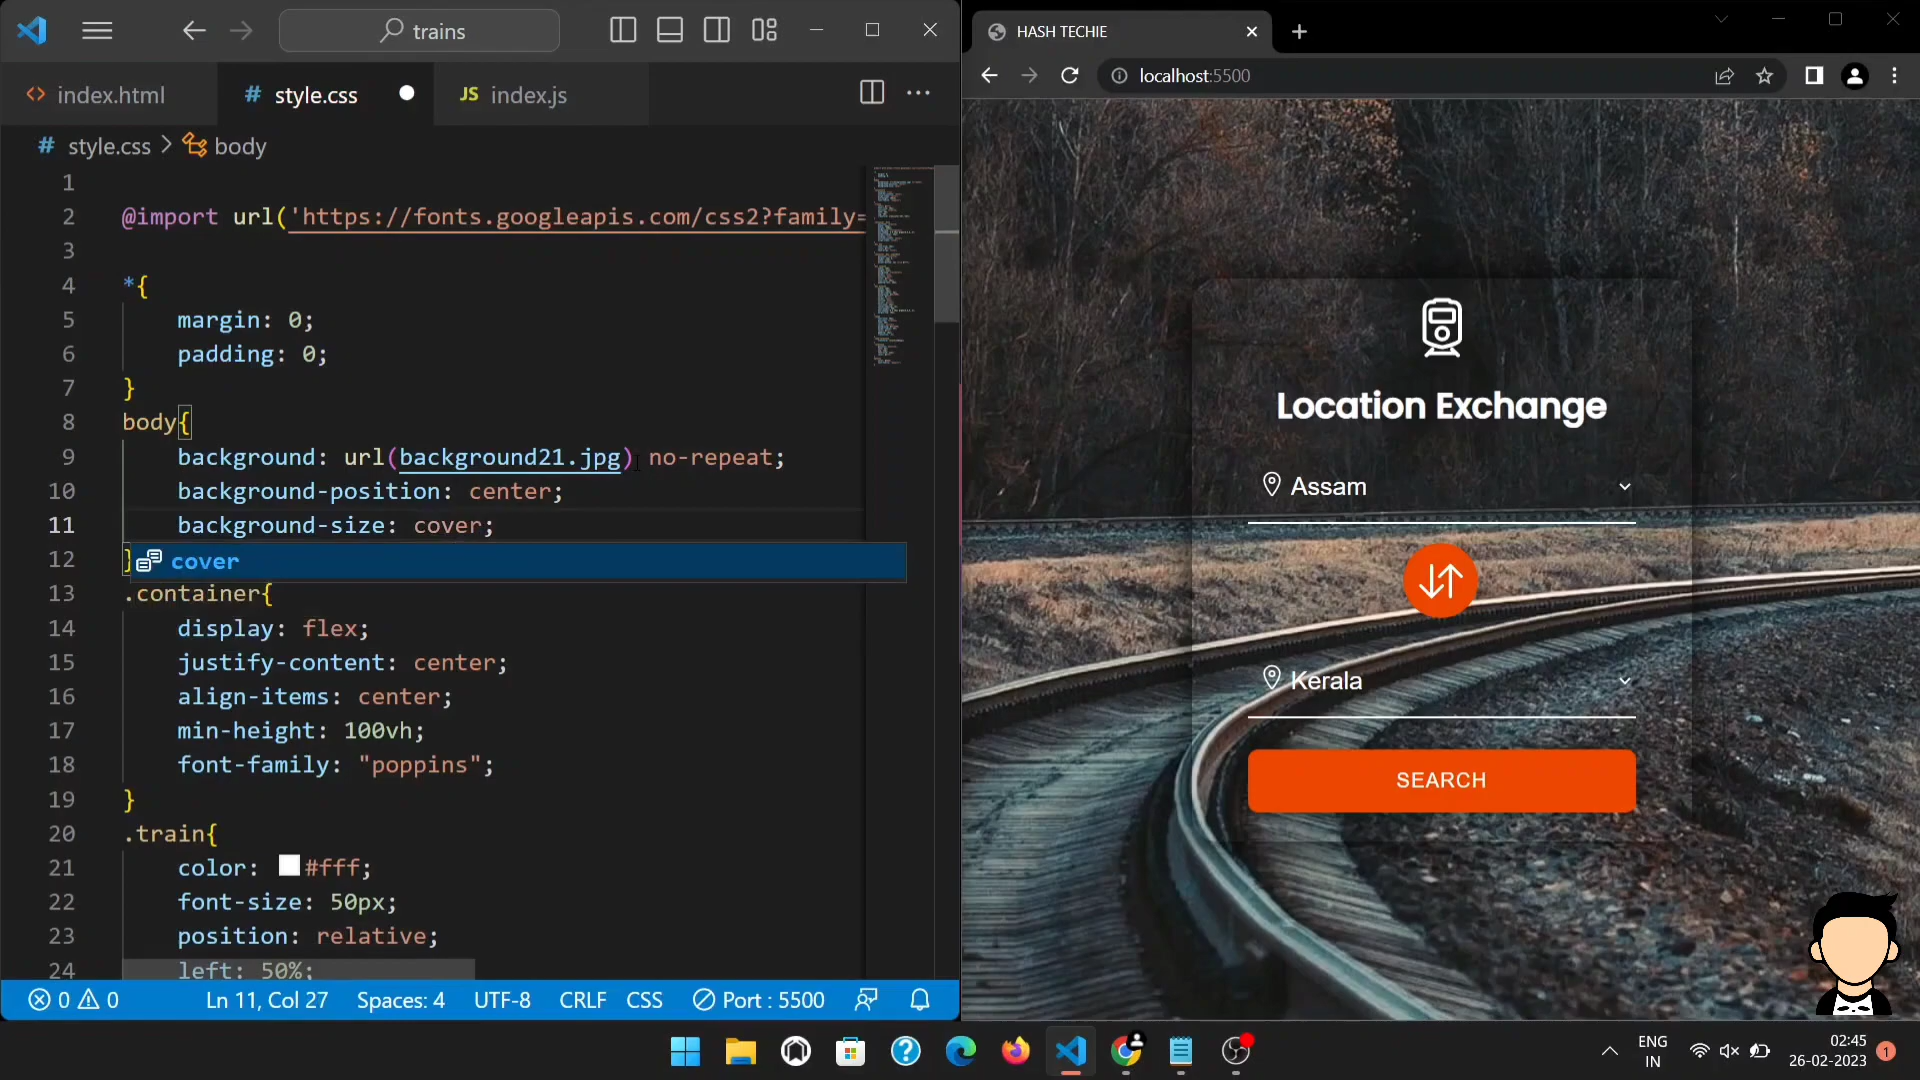 trains
index.html
# style.css
JS index.js
# style.css > body
1
2 @import url('https://fonts.googleapis.com/css2?family=
3
4 *{
5 margin: 0;
6 padding: 0;
7 }
8 body{
9 background: url(background21.jpg) no-repeat;
10 background-position: center;
11 background-size: cover;
12 }
cover
13 .container{
14 display: flex;
15 justify-content: center;
16 align-items: center;
17 min-height: 100vh;
18 font-family: "poppins";
19 }
20 .train{
21 color: #fff;
22 font-size: 50px;
23 position: relative;
24 left: 50%;
0 0 Ln 11, Col 27 Spaces: 4 UTF-8 CRLF CSS Port : 5500
HASH TECHIE
localhost:5500
Location Exchange
Assam
Kerala
SEARCH
ENG
IN
02:45
26-02-2023
1